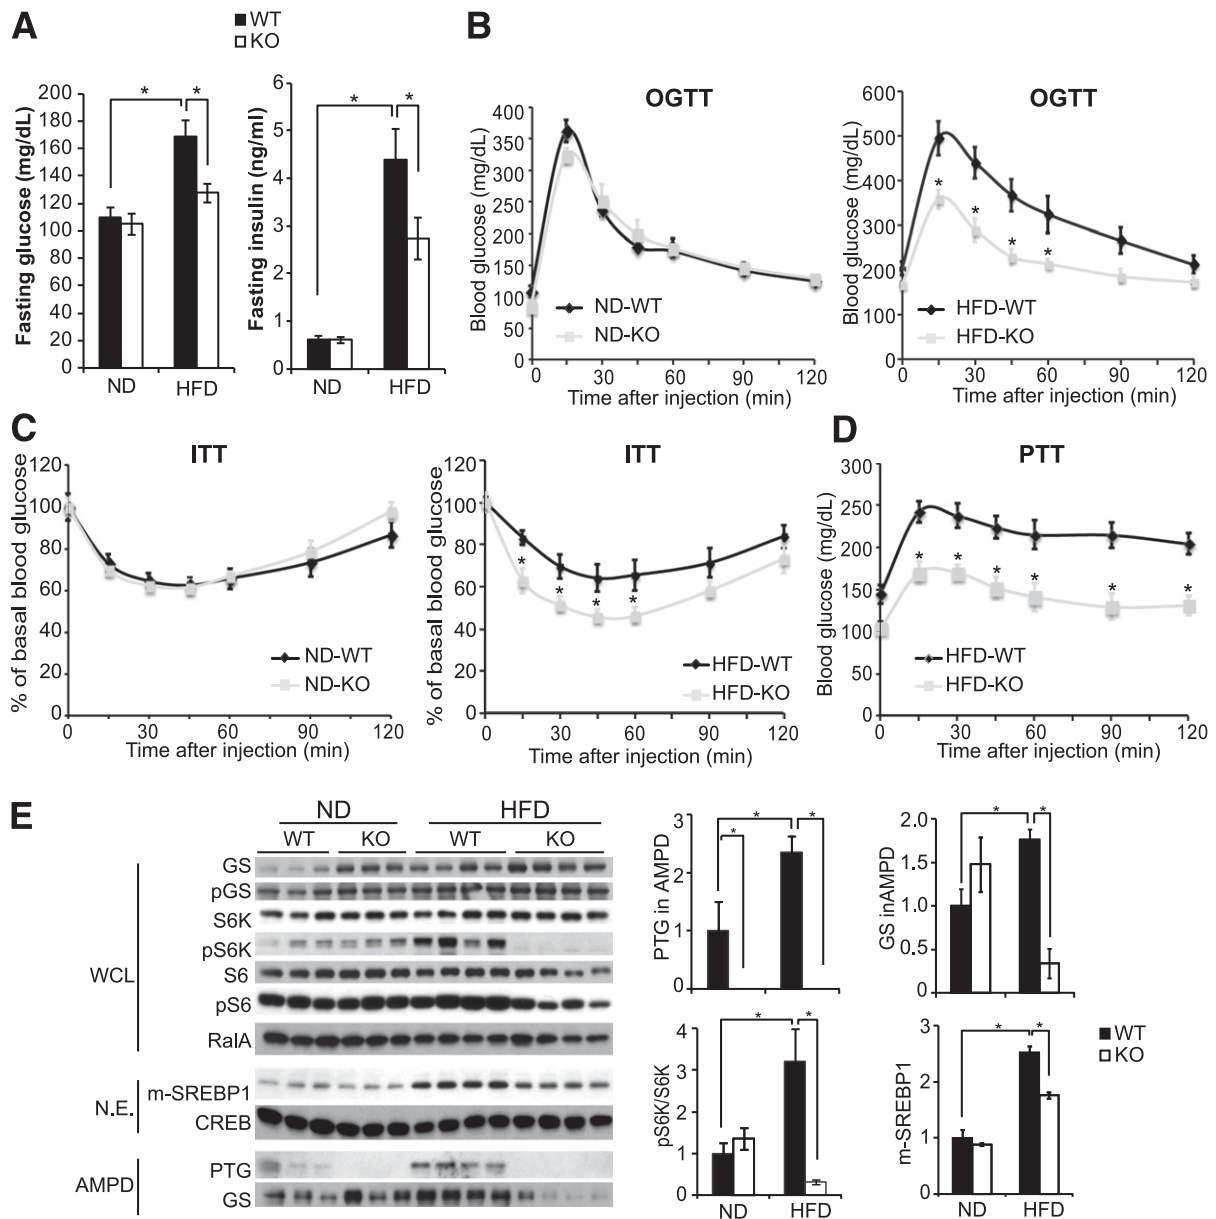 A
WT
KO
Fasting glucose (mg/dL)
200
180
160
140
120
100
80
60
40
20
0
*
*
ND
HFD
Fasting insulin (ng/ml)
6
5
4
3
2
1
0
*
*
ND
HFD
B
OGTT
Blood glucose (mg/dL)
400
350
300
250
200
150
100
50
0
ND-WT
ND-KO
0
30
60
90
120
Time after injection (min)
OGTT
Blood glucose (mg/dL)
600
500
400
300
200
100
0
*
*
*
*
HFD-WT
HFD-KO
0
30
60
90
120
Time after injection (min)
C
ITT
% of basal blood glucose
120
100
80
60
40
20
0
ND-WT
ND-KO
0
30
60
90
120
Time after injection (min)
ITT
% of basal blood glucose
120
100
80
60
40
20
0
*
*
*
*
HFD-WT
HFD-KO
0
30
60
90
120
Time after injection (min)
D
PTT
Blood glucose (mg/dL)
300
250
200
150
100
50
0
*
*
*
*
*
*
HFD-WT
HFD-KO
0
30
60
90
120
Time after injection (min)
E
ND
HFD
WT
KO
WT
KO
WCL
GS
pGS
S6K
pS6K
S6
pS6
RalA
N.E.
m-SREBP1
CREB
AMPD
PTG
GS
PTG in AMPD
3
2
1
0
*
*
*
GS inAMPD
2.0
1.5
1.0
0.5
0
*
*
pS6K/S6K
4
3
2
1
0
*
*
ND
HFD
m-SREBP1
3
2
1
0
*
*
ND
HFD
WT
KO